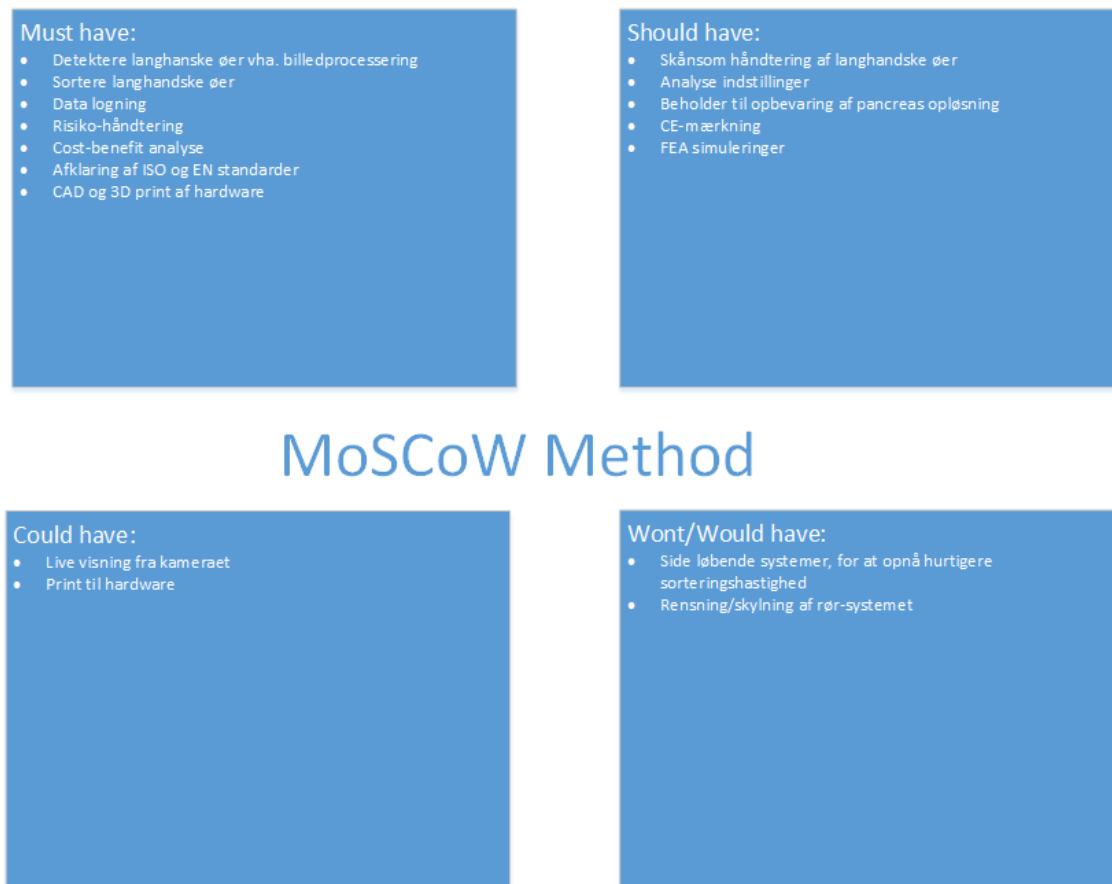 Must have:
• Detektere langhanske øer vha. billedprocessering
• Sortere langhandske øer
• Data logning
• Risiko-håndtering
• Cost-benefit analyse
• Afklaring af ISO og EN standarder
• CAD og 3D print af hardware
Should have:
• Skånsom håndtering af langhandske øer
• Analyse indstillinger
• Beholder til opbevaring af pancreas opløsning
• CE-mærkning
• FEA simuleringer
MoSCoW Method
Could have:
• Live visning fra kameraet
• Print til hardware
Wont/Would have:
• Side løbende systemer, for at opnå hurtigere
sorteringshastighed
• Rensning/skylning af rør-systemet